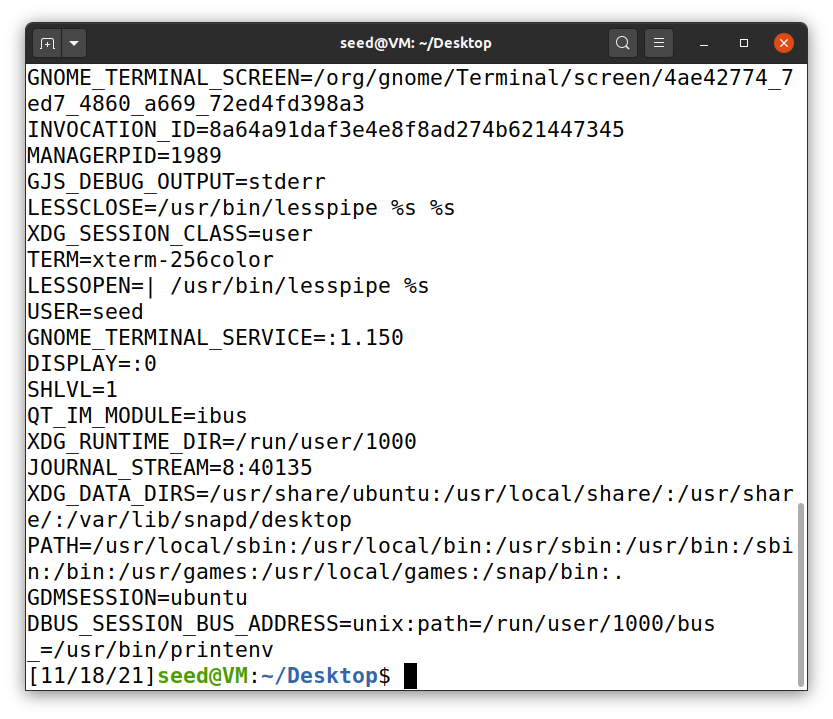 seed@VM: ~/Desktop
GNOME_TERMINAL_SCREEN=/org/gnome/Terminal/screen/4ae42774_7
ed7_4860_a669_72ed4fd398a3
INVOCATION_ID=8a64a91daf3e4e8f8ad274b621447345
MANAGERPID=1989
GJS_DEBUG_OUTPUT=stderr
LESSCLOSE=/usr/bin/lesspipe %s %s
XDG_SESSION_CLASS=user
TERM=xterm-256color
LESSOPEN=| /usr/bin/lesspipe %s
USER=seed
GNOME_TERMINAL_SERVICE=:1.150
DISPLAY=:0
SHLVL=1
QT_IM_MODULE=ibus
XDG_RUNTIME_DIR=/run/user/1000
JOURNAL_STREAM=8:40135
XDG_DATA_DIRS=/usr/share/ubuntu:/usr/local/share/:/usr/shar
e/:/var/lib/snapd/desktop
PATH=/usr/local/sbin:/usr/local/bin:/usr/sbin:/usr/bin:/sbi
n:/bin:/usr/games:/usr/local/games:/snap/bin:.
GDMSESSION=ubuntu
DBUS_SESSION_BUS_ADDRESS=unix:path=/run/user/1000/bus
_=/usr/bin/printenv
[11/18/21]seed@VM:~/Desktop$